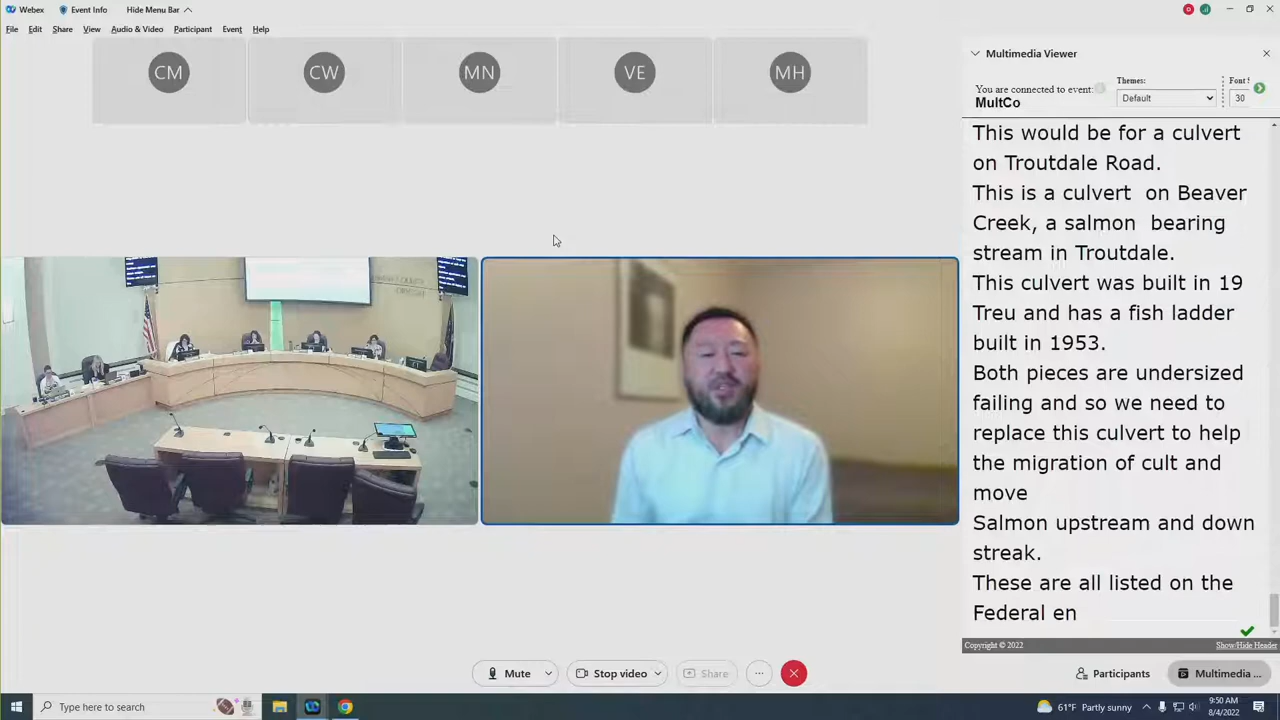 Webex
Event Info
Hide Menu Bar
File Edit Share View Audio & Video Participant Event Help
CM CW MN VE MH
Multimedia Viewer
You are connected to event:
MultCo
Themes:
Default
Font
30
This would be for a culvert
on Troutdale Road.
This is a culvert on Beaver
Creek, a salmon bearing
stream in Troutdale.
This culvert was built in 19
Treu and has a fish ladder
built in 1953.
Both pieces are undersized
failing and so we need to
replace this culvert to help
the migration of cult and
move
Salmon upstream and down
streak.
These are all listed on the
Federal en
Copyright © 2022
Show/Hide Header
Mute
Stop video
Share
Participants
Multimedia ...
Type here to search
61°F Partly sunny
9:50 AM
8/4/2022